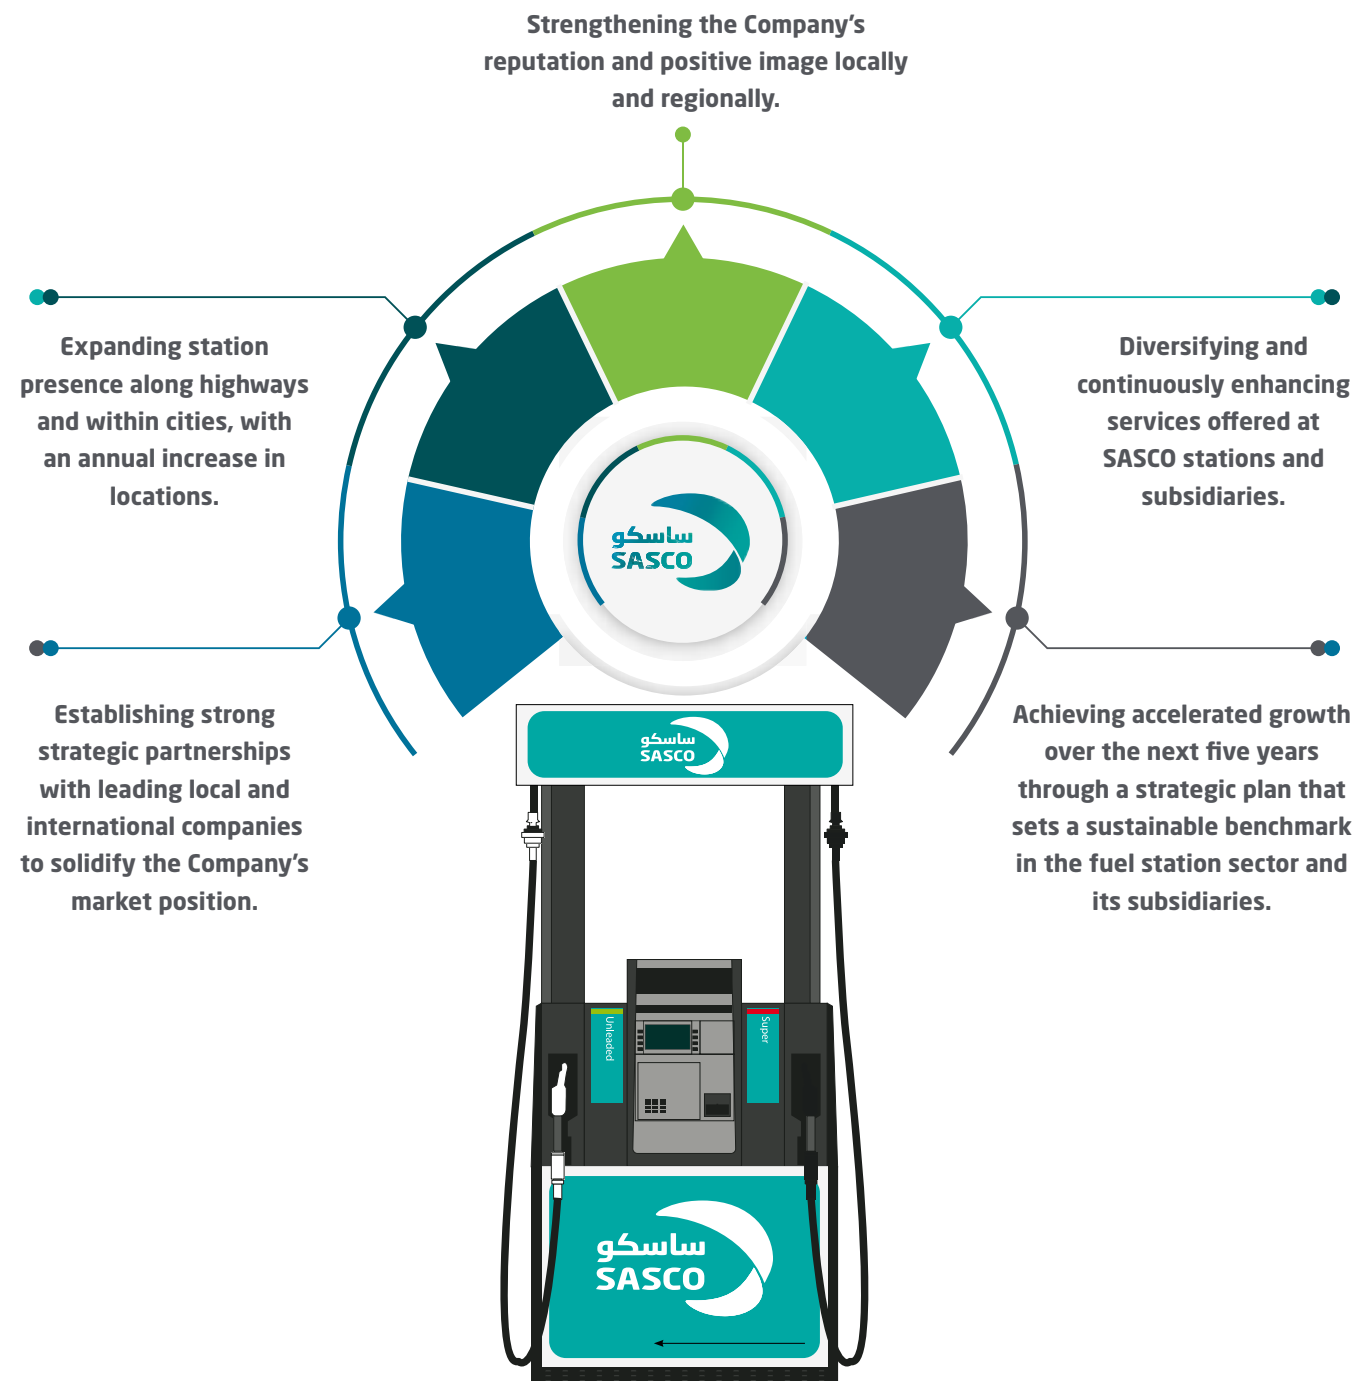 Strengthening the Company’s
reputation and positive image locally
and regionally.
Expanding station
presence along highways
and within cities, with
an annual increase in
locations.
Diversifying and
continuously enhancing
services offered at
SASCO stations and
subsidiaries.
ساسكو
SASCO
Establishing strong
strategic partnerships
with leading local and
international companies
to solidify the Company’s
market position.
Achieving accelerated growth
over the next five years
through a strategic plan that
sets a sustainable benchmark
in the fuel station sector and
its subsidiaries.
ساسكو
SASCO
Unleaded
Super
ساسكو
SASCO